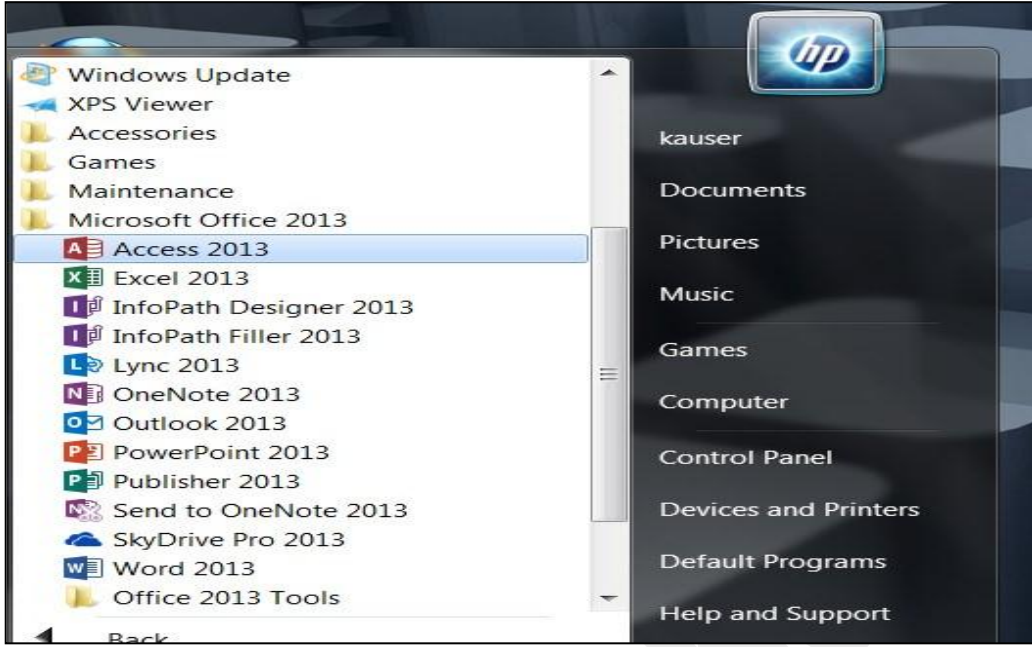 hp
Windows Update
XPS Viewer
Accessories
Games
Maintenance
Microsoft Office 2013
Access 2013
Excel 2013
InfoPath Designer 2013
InfoPath Filler 2013
Lync 2013
OneNote 2013
Outlook 2013
PowerPoint 2013
Publisher 2013
Send to OneNote 2013
SkyDrive Pro 2013
Word 2013
Office 2013 Tools
Back
kauser
Documents
Pictures
Music
Games
Computer
Control Panel
Devices and Printers
Default Programs
Help and Support